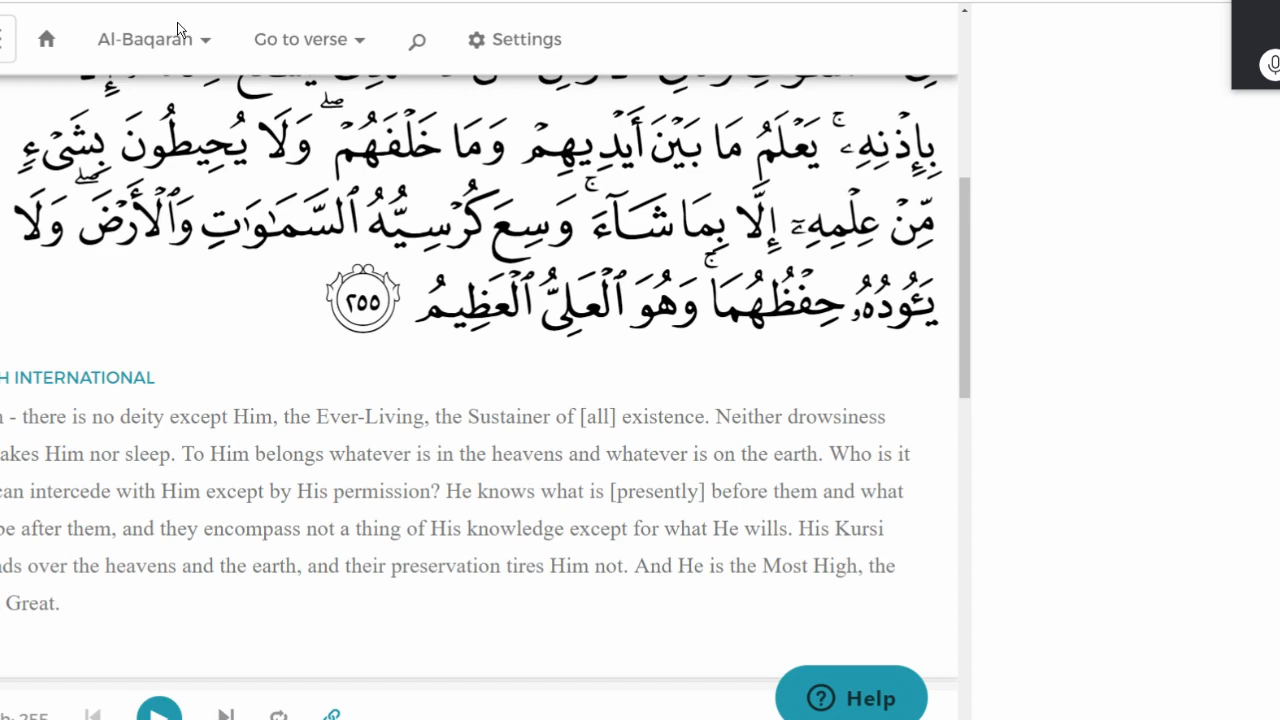 Al-Baqarah
Go to verse
Settings
بِإِذْنِهِۦۚ يَعْلَمُ مَا بَيْنَ أَيْدِيهِمْ وَمَا خَلْفَهُمْۖ وَلَا يُحِيطُونَ بِشَىْءٍ
مِّنْ عِلْمِهِۦٓ إِلَّا بِمَا شَآءَۚ وَسِعَ كُرْسِيُّهُ ٱلسَّمَـٰوَٰتِ وَٱلْأَرْضَۖ وَلَا
يَـُٔودُهُۥ حِفْظُهُمَاۚ وَهُوَ ٱلْعَلِىُّ ٱلْعَظِيمُ ٢٥٥
H INTERNATIONAL
- there is no deity except Him, the Ever-Living, the Sustainer of [all] existence. Neither drowsiness
akes Him nor sleep. To Him belongs whatever is in the heavens and whatever is on the earth. Who is it
can intercede with Him except by His permission? He knows what is [presently] before them and what
be after them, and they encompass not a thing of His knowledge except for what He wills. His Kursi
ds over the heavens and the earth, and their preservation tires Him not. And He is the Most High, the
Great.
h: 255
Help